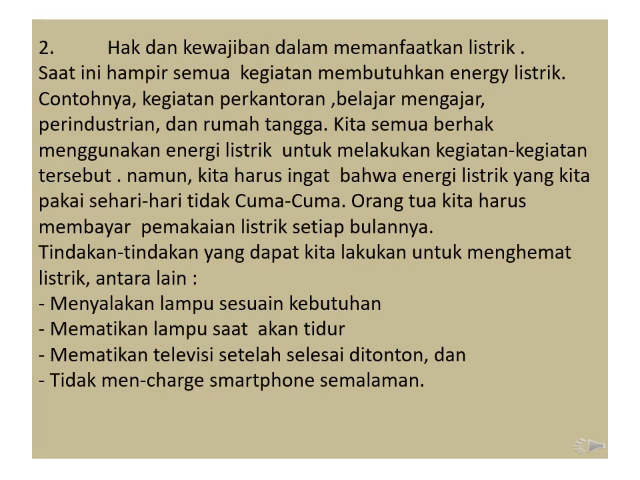 2. Hak dan kewajiban dalam memanfaatkan listrik .
Saat ini hampir semua  kegiatan membutuhkan energy listrik.
Contohnya, kegiatan perkantoran ,belajar mengajar,
perindustrian, dan rumah tangga. Kita semua berhak
menggunakan energi listrik  untuk melakukan kegiatan-kegiatan
tersebut . namun, kita harus ingat  bahwa energi listrik yang kita
pakai sehari-hari tidak Cuma-Cuma. Orang tua kita harus
membayar  pemakaian listrik setiap bulannya.
Tindakan-tindakan yang dapat kita lakukan untuk menghemat
listrik, antara lain :
- Menyalakan lampu sesuain kebutuhan
- Mematikan lampu saat  akan tidur
- Mematikan televisi setelah selesai ditonton, dan
- Tidak men-charge smartphone semalaman.